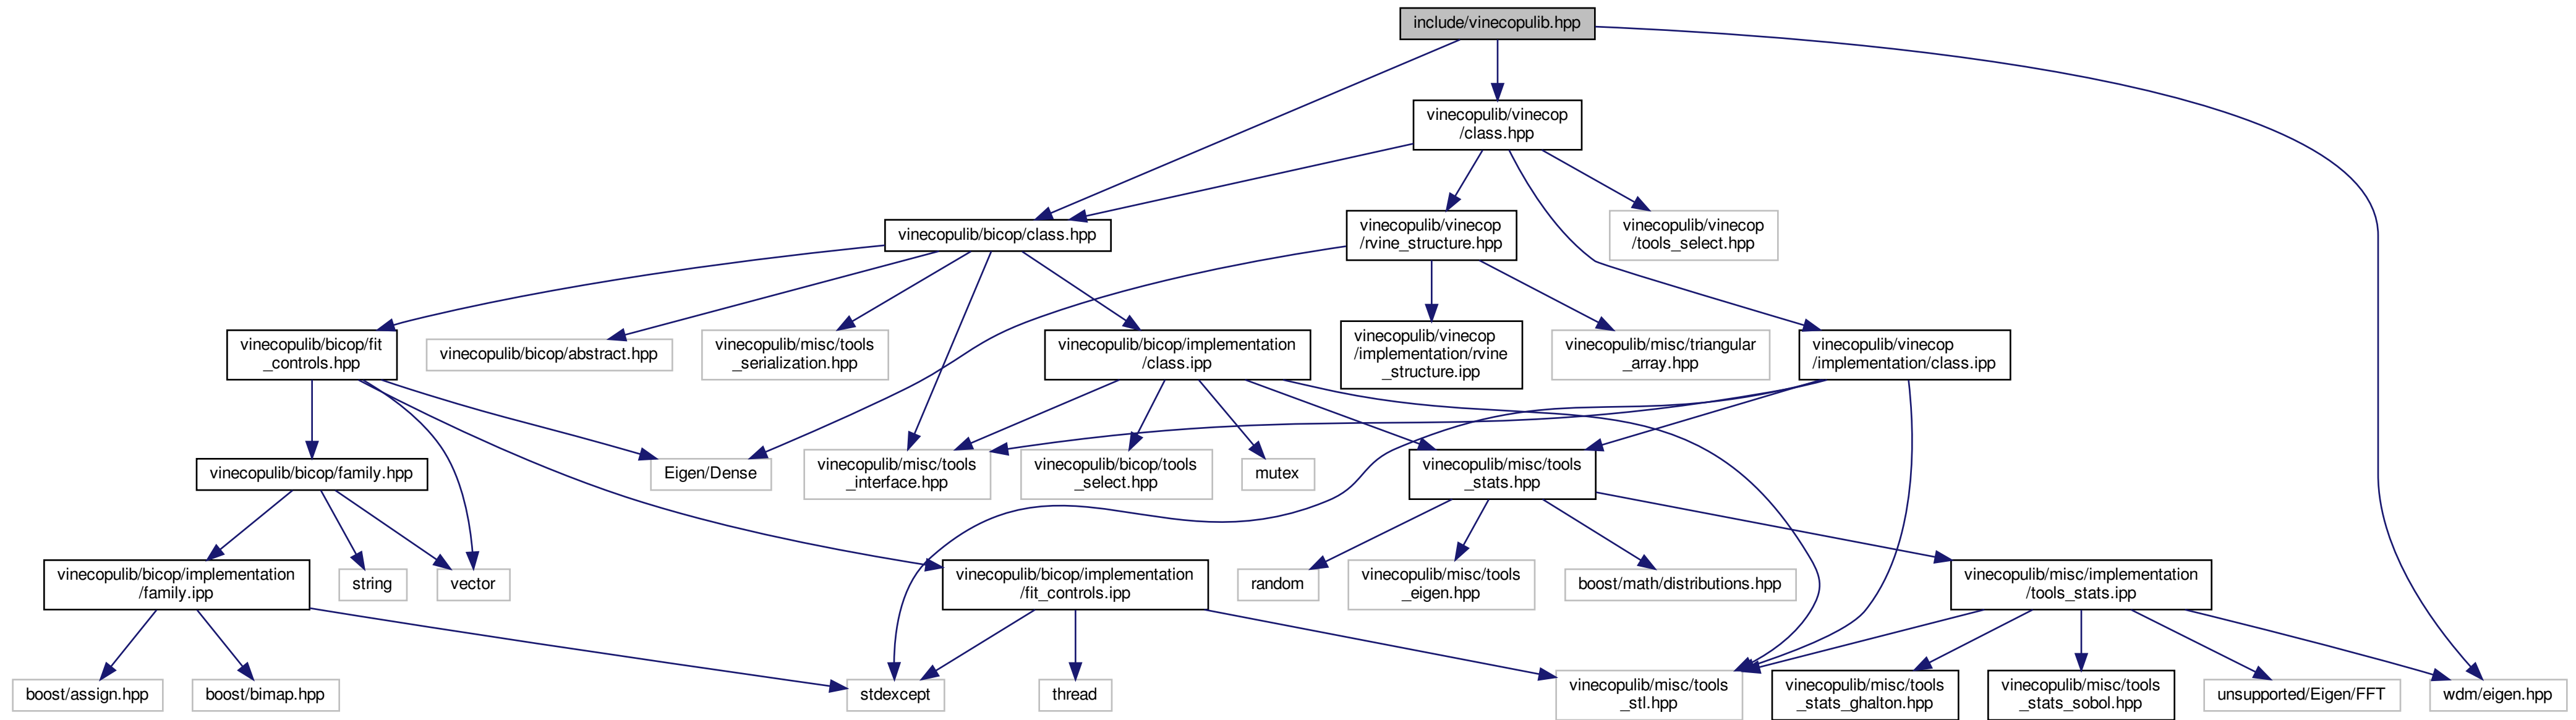 include/vinecopulib.hpp
vinecopulib/vinecop
/class.hpp
vinecopulib/bicop/class.hpp
vinecopulib/vinecop
/rvine_structure.hpp
vinecopulib/vinecop
/tools_select.hpp
vinecopulib/bicop/fit
_controls.hpp
vinecopulib/bicop/abstract.hpp
vinecopulib/misc/tools
_serialization.hpp
vinecopulib/bicop/implementation
/class.ipp
vinecopulib/vinecop
/implementation/rvine
_structure.ipp
vinecopulib/misc/triangular
_array.hpp
vinecopulib/vinecop
/implementation/class.ipp
vinecopulib/bicop/family.hpp
Eigen/Dense
vinecopulib/misc/tools
_interface.hpp
vinecopulib/bicop/tools
_select.hpp
mutex
vinecopulib/misc/tools
_stats.hpp
vinecopulib/bicop/implementation
/family.ipp
string
vector
vinecopulib/bicop/implementation
/fit_controls.ipp
random
vinecopulib/misc/tools
_eigen.hpp
boost/math/distributions.hpp
vinecopulib/misc/implementation
/tools_stats.ipp
boost/assign.hpp
boost/bimap.hpp
stdexcept
thread
vinecopulib/misc/tools
_stl.hpp
vinecopulib/misc/tools
_stats_ghalton.hpp
vinecopulib/misc/tools
_stats_sobol.hpp
unsupported/Eigen/FFT
wdm/eigen.hpp